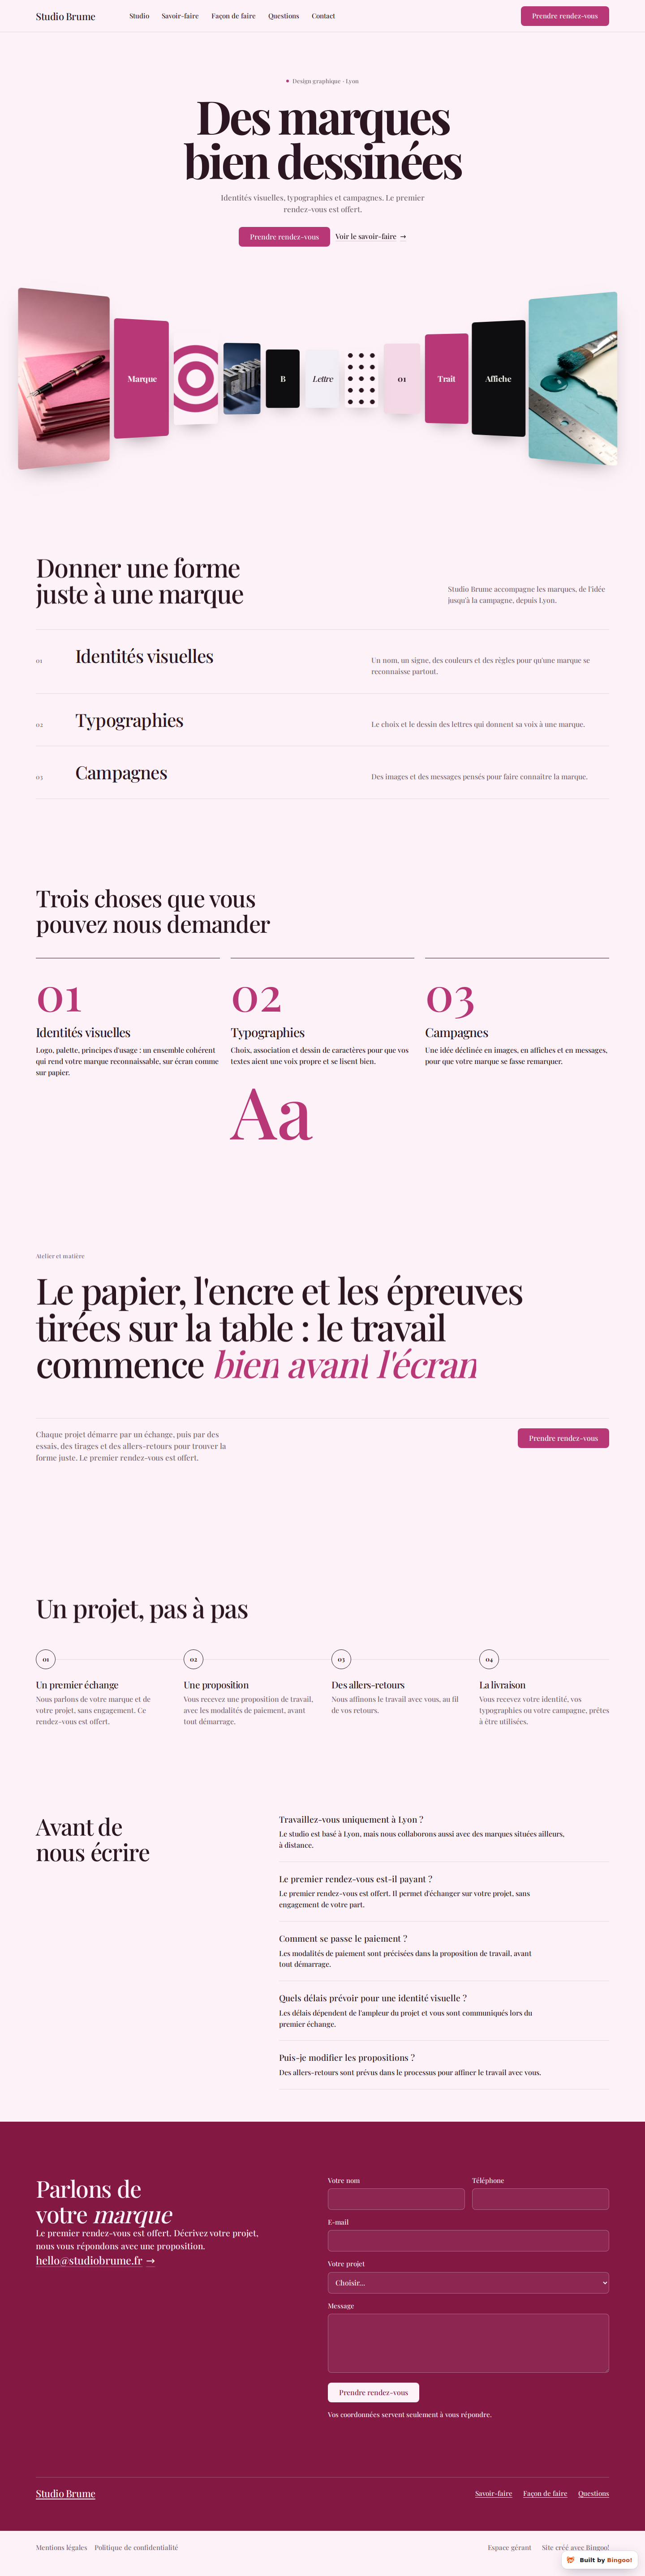 Studio Brume
Studio
Savoir-faire
Façon de faire
Questions
Contact
Prendre rendez-vous
Design graphique · Lyon
Des marques
bien dessinées
Identités visuelles, typographies et campagnes. Le premier
rendez-vous est offert.
Prendre rendez-vous
Voir le savoir-faire →
Marque
B
Lettre
01
Trait
Affiche
Donner une forme
juste à une marque
Studio Brume accompagne les marques, de l'idée
jusqu'à la campagne, depuis Lyon.
01
Identités visuelles
Un nom, un signe, des couleurs et des règles pour qu'une marque se
reconnaisse partout.
02
Typographies
Le choix et le dessin des lettres qui donnent sa voix à une marque.
03
Campagnes
Des images et des messages pensés pour faire connaître la marque.
Trois choses que vous
pouvez nous demander
01
Identités visuelles
Logo, palette, principes d'usage : un ensemble cohérent
qui rend votre marque reconnaissable, sur écran comme
sur papier.
02
Typographies
Choix, association et dessin de caractères pour que vos
textes aient une voix propre et se lisent bien.
Aa
03
Campagnes
Une idée déclinée en images, en affiches et en messages,
pour que votre marque se fasse remarquer.
Atelier et matière
Le papier, l'encre et les épreuves
tirées sur la table : le travail
commence bien avant l'écran
Chaque projet démarre par un échange, puis par des
essais, des tirages et des allers-retours pour trouver la
forme juste. Le premier rendez-vous est offert.
Prendre rendez-vous
Un projet, pas à pas
01
Un premier échange
Nous parlons de votre marque et de
votre projet, sans engagement. Ce
rendez-vous est offert.
02
Une proposition
Vous recevez une proposition de travail,
avec les modalités de paiement, avant
tout démarrage.
03
Des allers-retours
Nous affinons le travail avec vous, au fil
de vos retours.
04
La livraison
Vous recevez votre identité, vos
typographies ou votre campagne, prêtes
à être utilisées.
Avant de
nous écrire
Travaillez-vous uniquement à Lyon ?
Le studio est basé à Lyon, mais nous collaborons aussi avec des marques situées ailleurs,
à distance.
Le premier rendez-vous est-il payant ?
Le premier rendez-vous est offert. Il permet d'échanger sur votre projet, sans
engagement de votre part.
Comment se passe le paiement ?
Les modalités de paiement sont précisées dans la proposition de travail, avant
tout démarrage.
Quels délais prévoir pour une identité visuelle ?
Les délais dépendent de l'ampleur du projet et vous sont communiqués lors du
premier échange.
Puis-je modifier les propositions ?
Des allers-retours sont prévus dans le processus pour affiner le travail avec vous.
Parlons de
votre marque
Le premier rendez-vous est offert. Décrivez votre projet,
nous vous répondons avec une proposition.
hello@studiobrume.fr →
Votre nom
Téléphone
E-mail
Votre projet
Choisir...
Message
Prendre rendez-vous
Vos coordonnées servent seulement à vous répondre.
Studio Brume
Savoir-faire
Façon de faire
Questions
Mentions légales
Politique de confidentialité
Espace gérant
Site créé avec Bingoo!
Built by Bingoo!